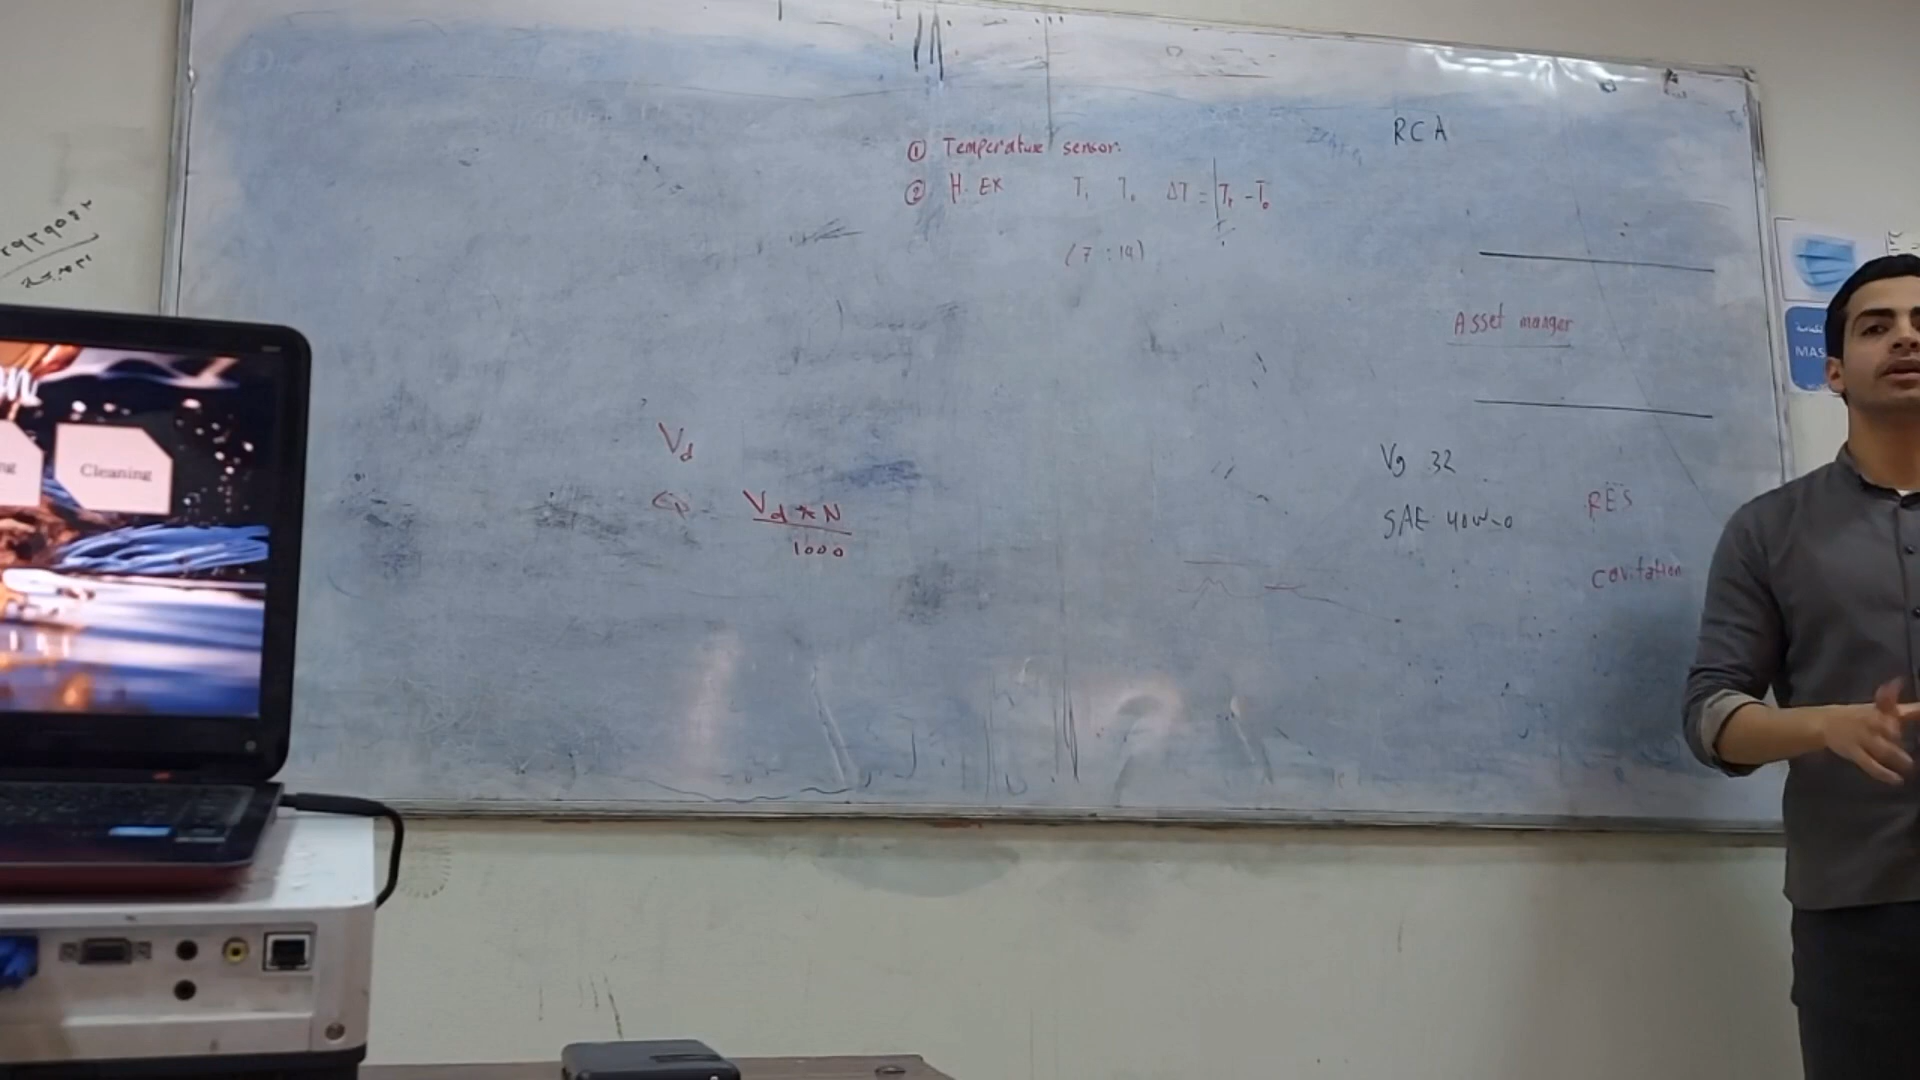 RCA
① Temperature sensor.
② H. EX T₁ T₀ ΔT = |T₁ - T₀
(7 : 14)
Asset manger
Vd
Vd * N
1000
Vg 32
SAE 40W-0
RES
Cavitation
Cleaning
MAS